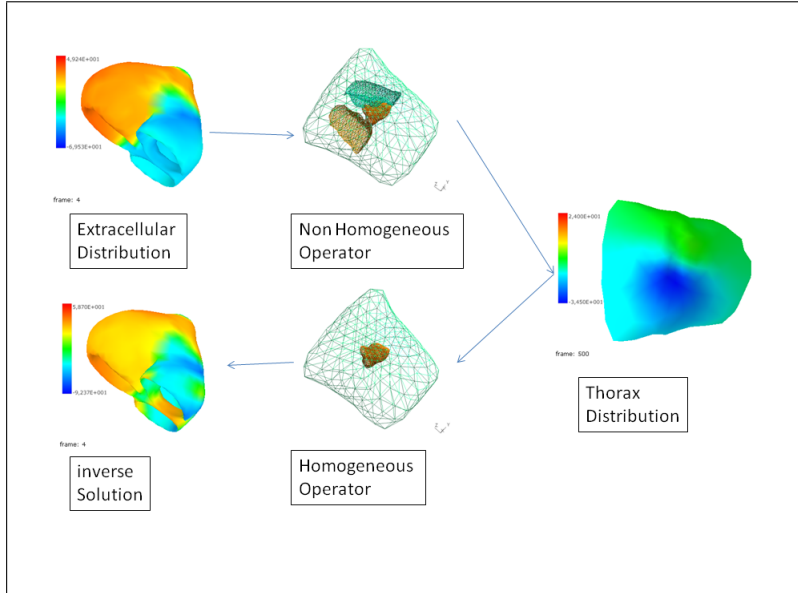 4,924E+001
-6,953E+001
frame: 4
Extracellular
Distribution
Z Y
Non Homogeneous
Operator
2,400E+001
-3,450E+001
frame: 500
Thorax
Distribution
5,870E+001
-9,237E+001
frame: 4
inverse
Solution
Z Y
Homogeneous
Operator